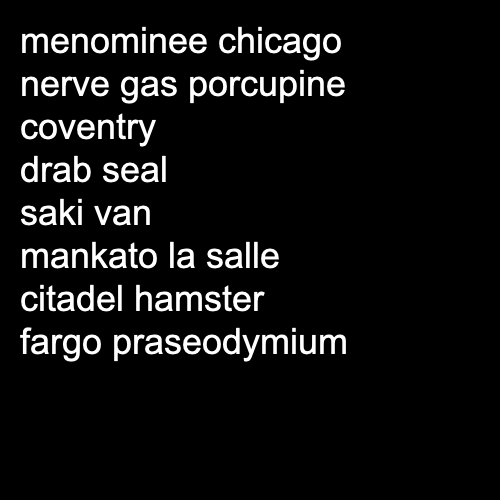 menominee chicago
nerve gas porcupine
coventry
drab seal
saki van
mankato la salle
citadel hamster
fargo praseodymium